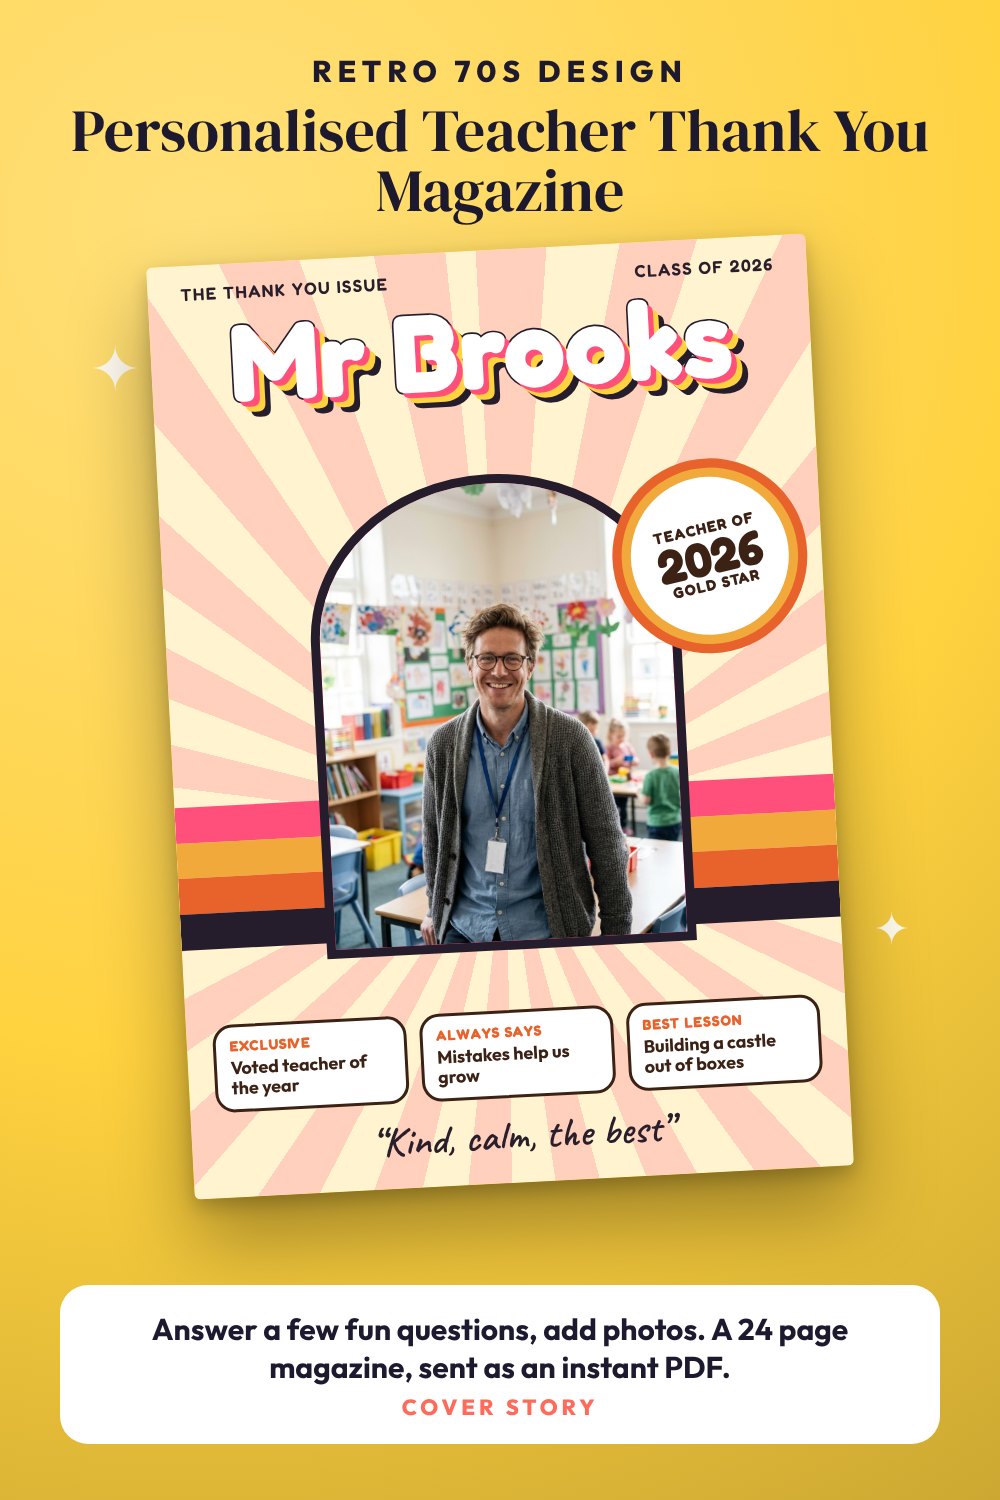 RETRO 70S DESIGN
Personalised Teacher Thank You
Magazine
THE THANK YOU ISSUE
CLASS OF 2026
Mr Brooks
TEACHER OF
2026
GOLD STAR
EXCLUSIVE
Voted teacher of
the year
ALWAYS SAYS
Mistakes help us
grow
BEST LESSON
Building a castle
out of boxes
“Kind, calm, the best”
Answer a few fun questions, add photos. A 24 page
magazine, sent as an instant PDF.
COVER STORY